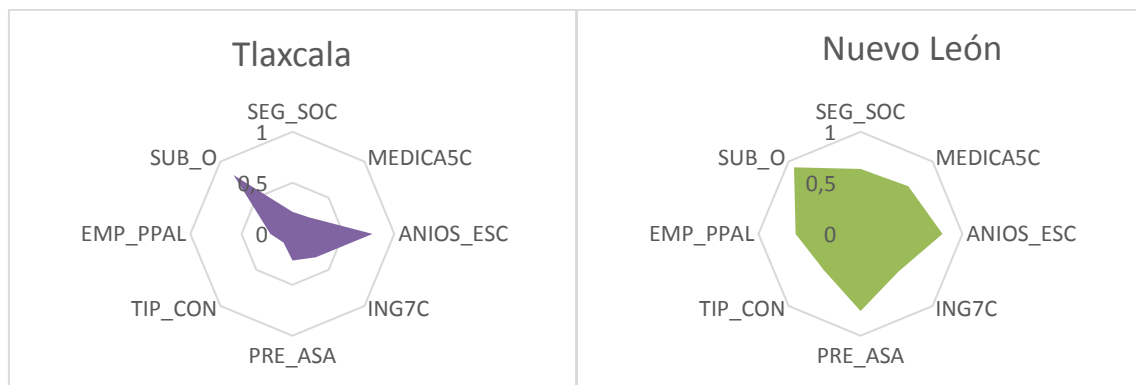 Tlaxcala
SEG_SOC
1
SUB_O
MEDICA5C
0,5
EMP_PPAL
0
ANIOS_ESC
TIP_CON
ING7C
PRE_ASA
Nuevo León
SEG_SOC
1
SUB_O
MEDICA5C
0,5
EMP_PPAL
0
ANIOS_ESC
TIP_CON
ING7C
PRE_ASA